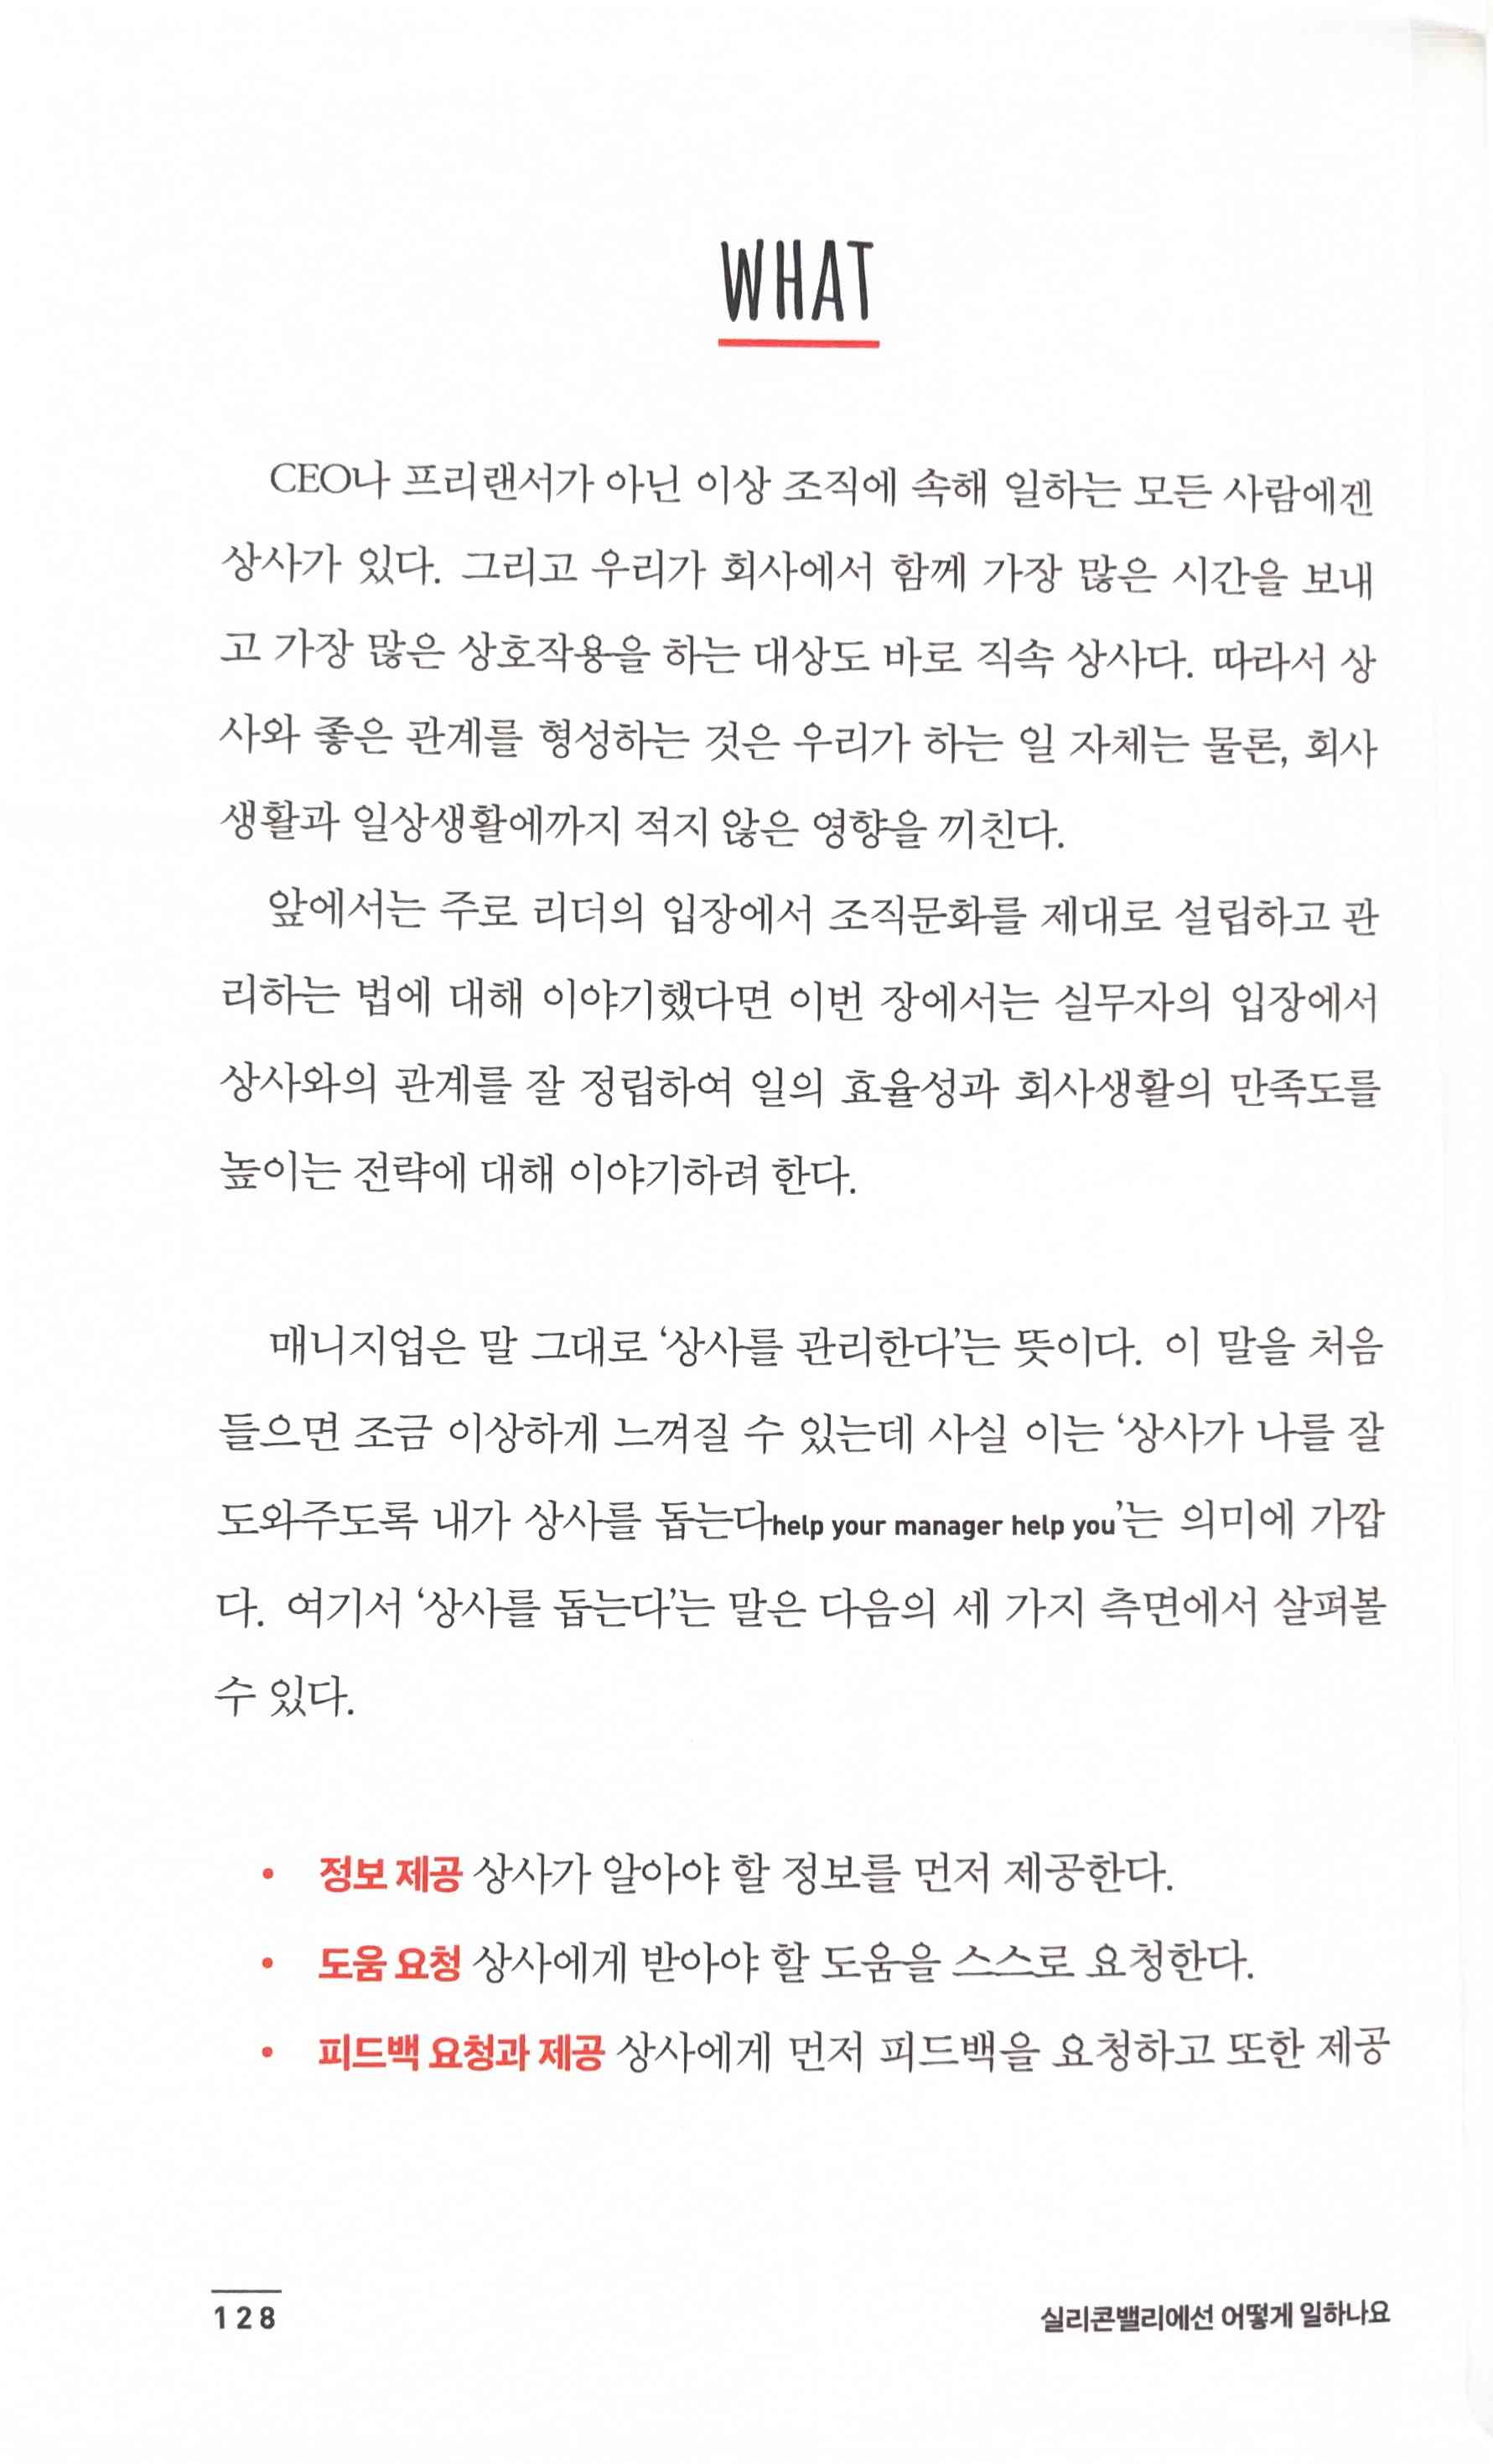 WHAT
CEO나 프리랜서가 아닌 이상 조직에 속해 일하는 모든 사람에겐
상사가 있다. 그리고 우리가 회사에서 함께 가장 많은 시간을 보내
고 가장 많은 상호작용을 하는 대상도 바로 직속 상사다. 따라서 상
사와 좋은 관계를 형성하는 것은 우리가 하는 일 자체는 물론, 회사
생활과 일상생활에까지 적지 않은 영향을 끼친다.
앞에서는 주로 리더의 입장에서 조직문화를 제대로 설립하고 관
리하는 법에 대해 이야기했다면 이번 장에서는 실무자의 입장에서
상사와의 관계를 잘 정립하여 일의 효율성과 회사생활의 만족도를
높이는 전략에 대해 이야기하려 한다.
매니지업은 말 그대로 ‘상사를 관리한다’는 뜻이다. 이 말을 처음
들으면 조금 이상하게 느껴질 수 있는데 사실 이는 ‘상사가 나를 잘
도와주도록 내가 상사를 돕는다help your manager help you’는 의미에 가깝
다. 여기서 ‘상사를 돕는다’는 말은 다음의 세 가지 측면에서 살펴볼
수 있다.
• 정보 제공 상사가 알아야 할 정보를 먼저 제공한다.
• 도움 요청 상사에게 받아야 할 도움을 스스로 요청한다.
• 피드백 요청과 제공 상사에게 먼저 피드백을 요청하고 또한 제공
128
실리콘밸리에선 어떻게 일하나요